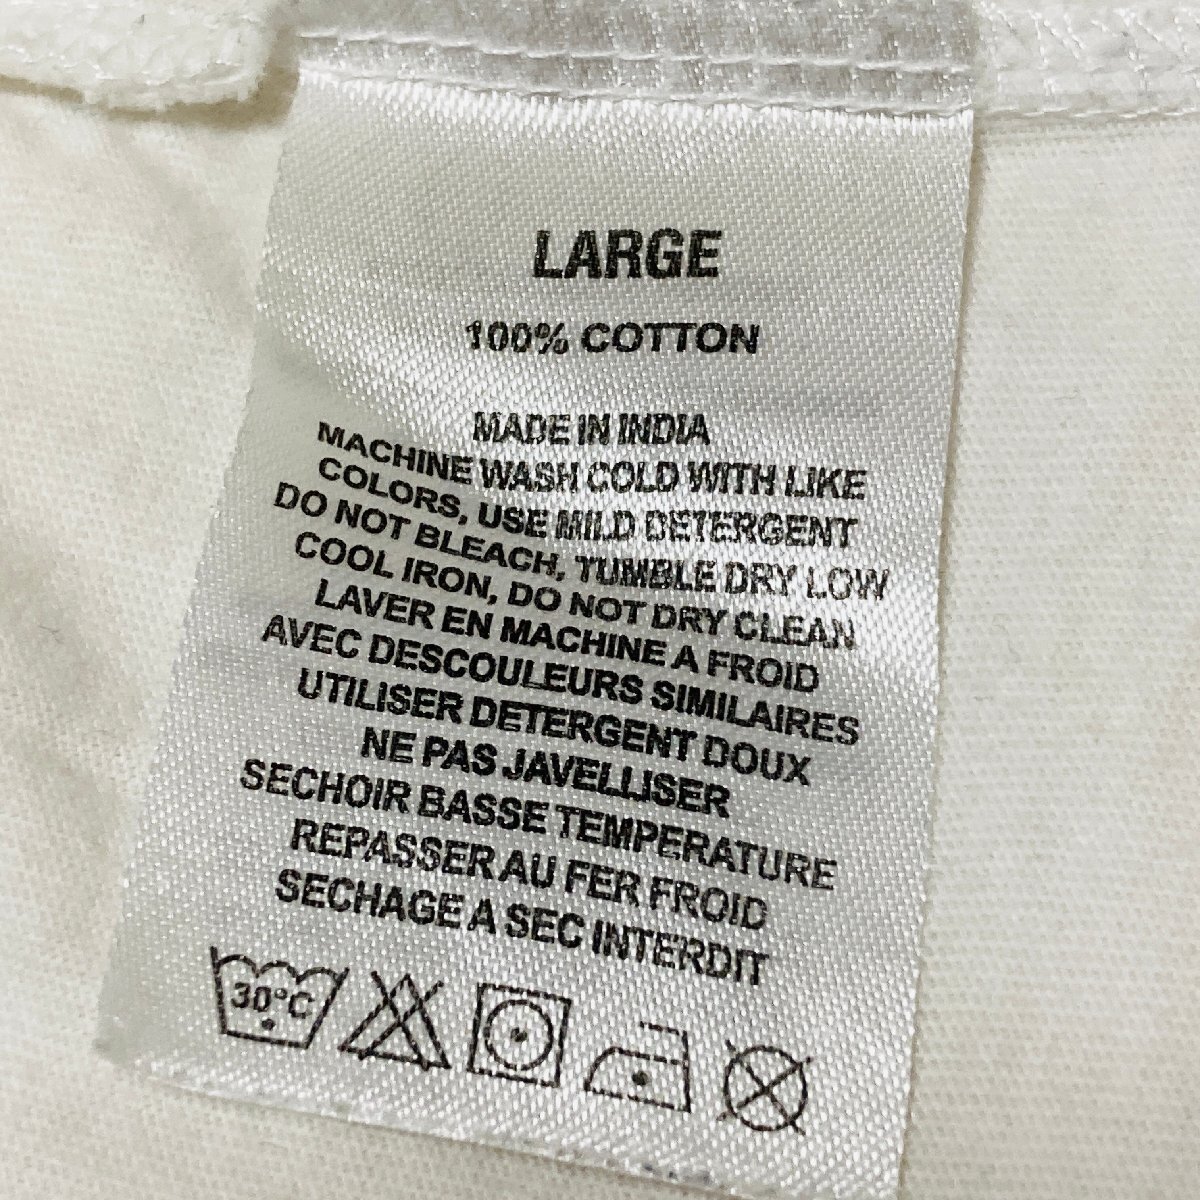 LARGE
100% COTTON
MADE IN INDIA
MACHINE WASH COLD WITH LIKE
COLORS, USE MILD DETERGENT
DO NOT BLEACH, TUMBLE DRY LOW
COOL IRON, DO NOT DRY CLEAN
LAVER EN MACHINE A FROID
AVEC DESCOULEURS SIMILAIRES
UTILISER DETERGENT DOUX
NE PAS JAVELLISER
SECHOIR BASSE TEMPERATURE
REPASSER AU FER FROID
SECHAGE A SEC INTERDIT
30°C